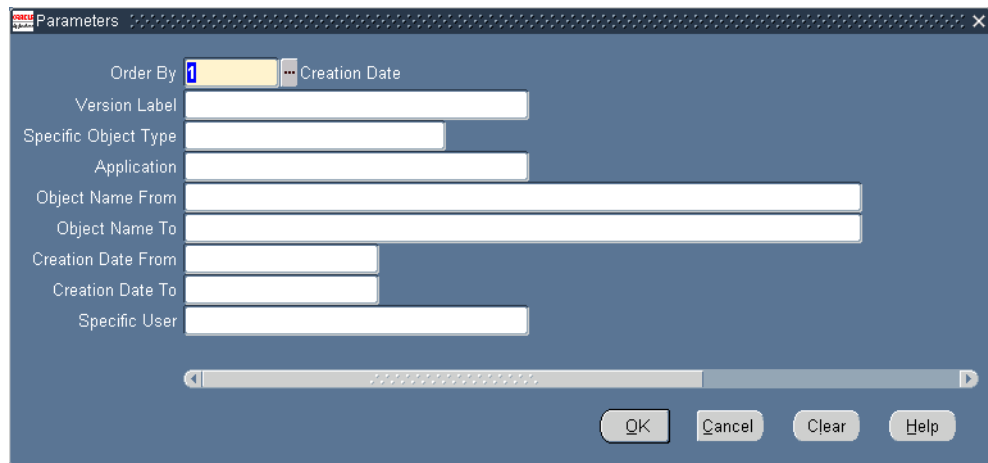 ORACLE Parameters
Order By 1 ... Creation Date
Version Label
Specific Object Type
Application
Object Name From
Object Name To
Creation Date From
Creation Date To
Specific User
OK Cancel Clear Help